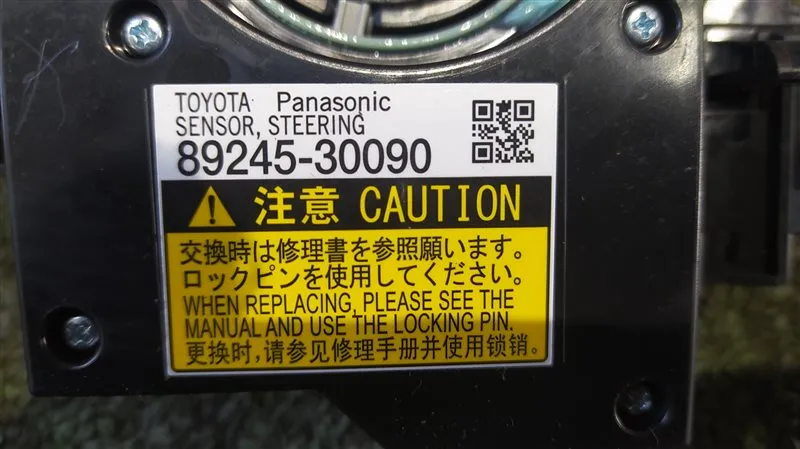 TOYOTA Panasonic
SENSOR, STEERING
89245-30090
注意 CAUTION
交換時は修理書を参照願います。
ロックピンを使用してください。
WHEN REPLACING, PLEASE SEE THE
MANUAL AND USE THE LOCKING PIN.
更换时,请参见修理手册并使用锁销。